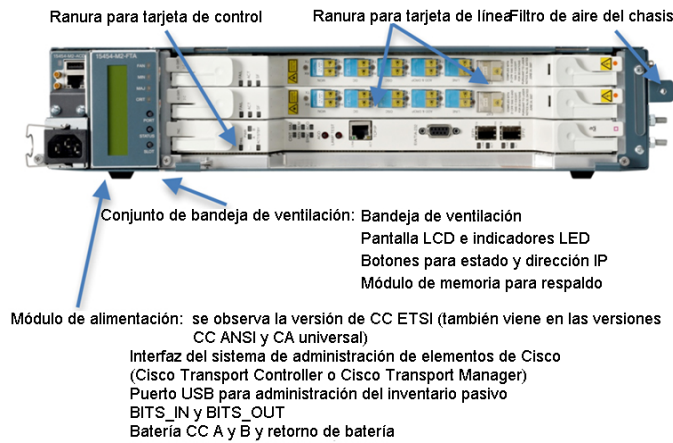 Ranura para tarjeta de control
Ranura para tarjeta de línea
Filtro de aire del chasis
15454-M2-FTA
Conjunto de bandeja de ventilación: Bandeja de ventilación
Pantalla LCD e indicadores LED
Botones para estado y dirección IP
Módulo de memoria para respaldo
Módulo de alimentación: se observa la versión de CC ETSI (también viene en las versiones
CC ANSI y CA universal)
Interfaz del sistema de administración de elementos de Cisco
(Cisco Transport Controller o Cisco Transport Manager)
Puerto USB para administración del inventario pasivo
BITS_IN y BITS_OUT
Batería CC A y B y retorno de batería